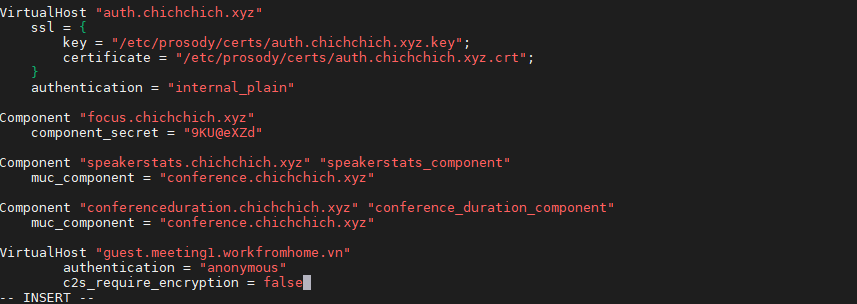 VirtualHost "auth.chichchich.xyz"
    ssl = {
        key = "/etc/prosody/certs/auth.chichchich.xyz.key";
        certificate = "/etc/prosody/certs/auth.chichchich.xyz.crt";
    }
    authentication = "internal_plain"

Component "focus.chichchich.xyz"
    component_secret = "9KU@eXZd"

Component "speakerstats.chichchich.xyz" "speakerstats_component"
    muc_component = "conference.chichchich.xyz"

Component "conferenceduration.chichchich.xyz" "conference_duration_component"
    muc_component = "conference.chichchich.xyz"

VirtualHost "guest.meeting1.workfromhome.vn"
        authentication = "anonymous"
        c2s_require_encryption = false
-- INSERT --